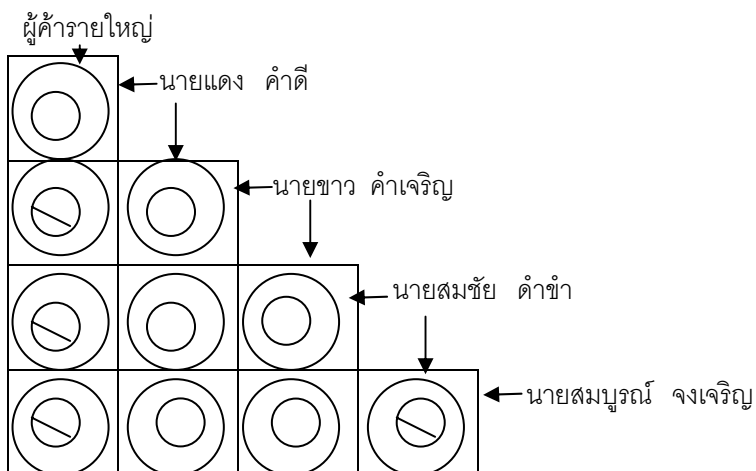 ผู้ค้ารายใหญ่
นายแดง คำดี
นายขาว คำเจริญ
นายสมชัย ดำขำ
นายสมบูรณ์ จงเจริญ